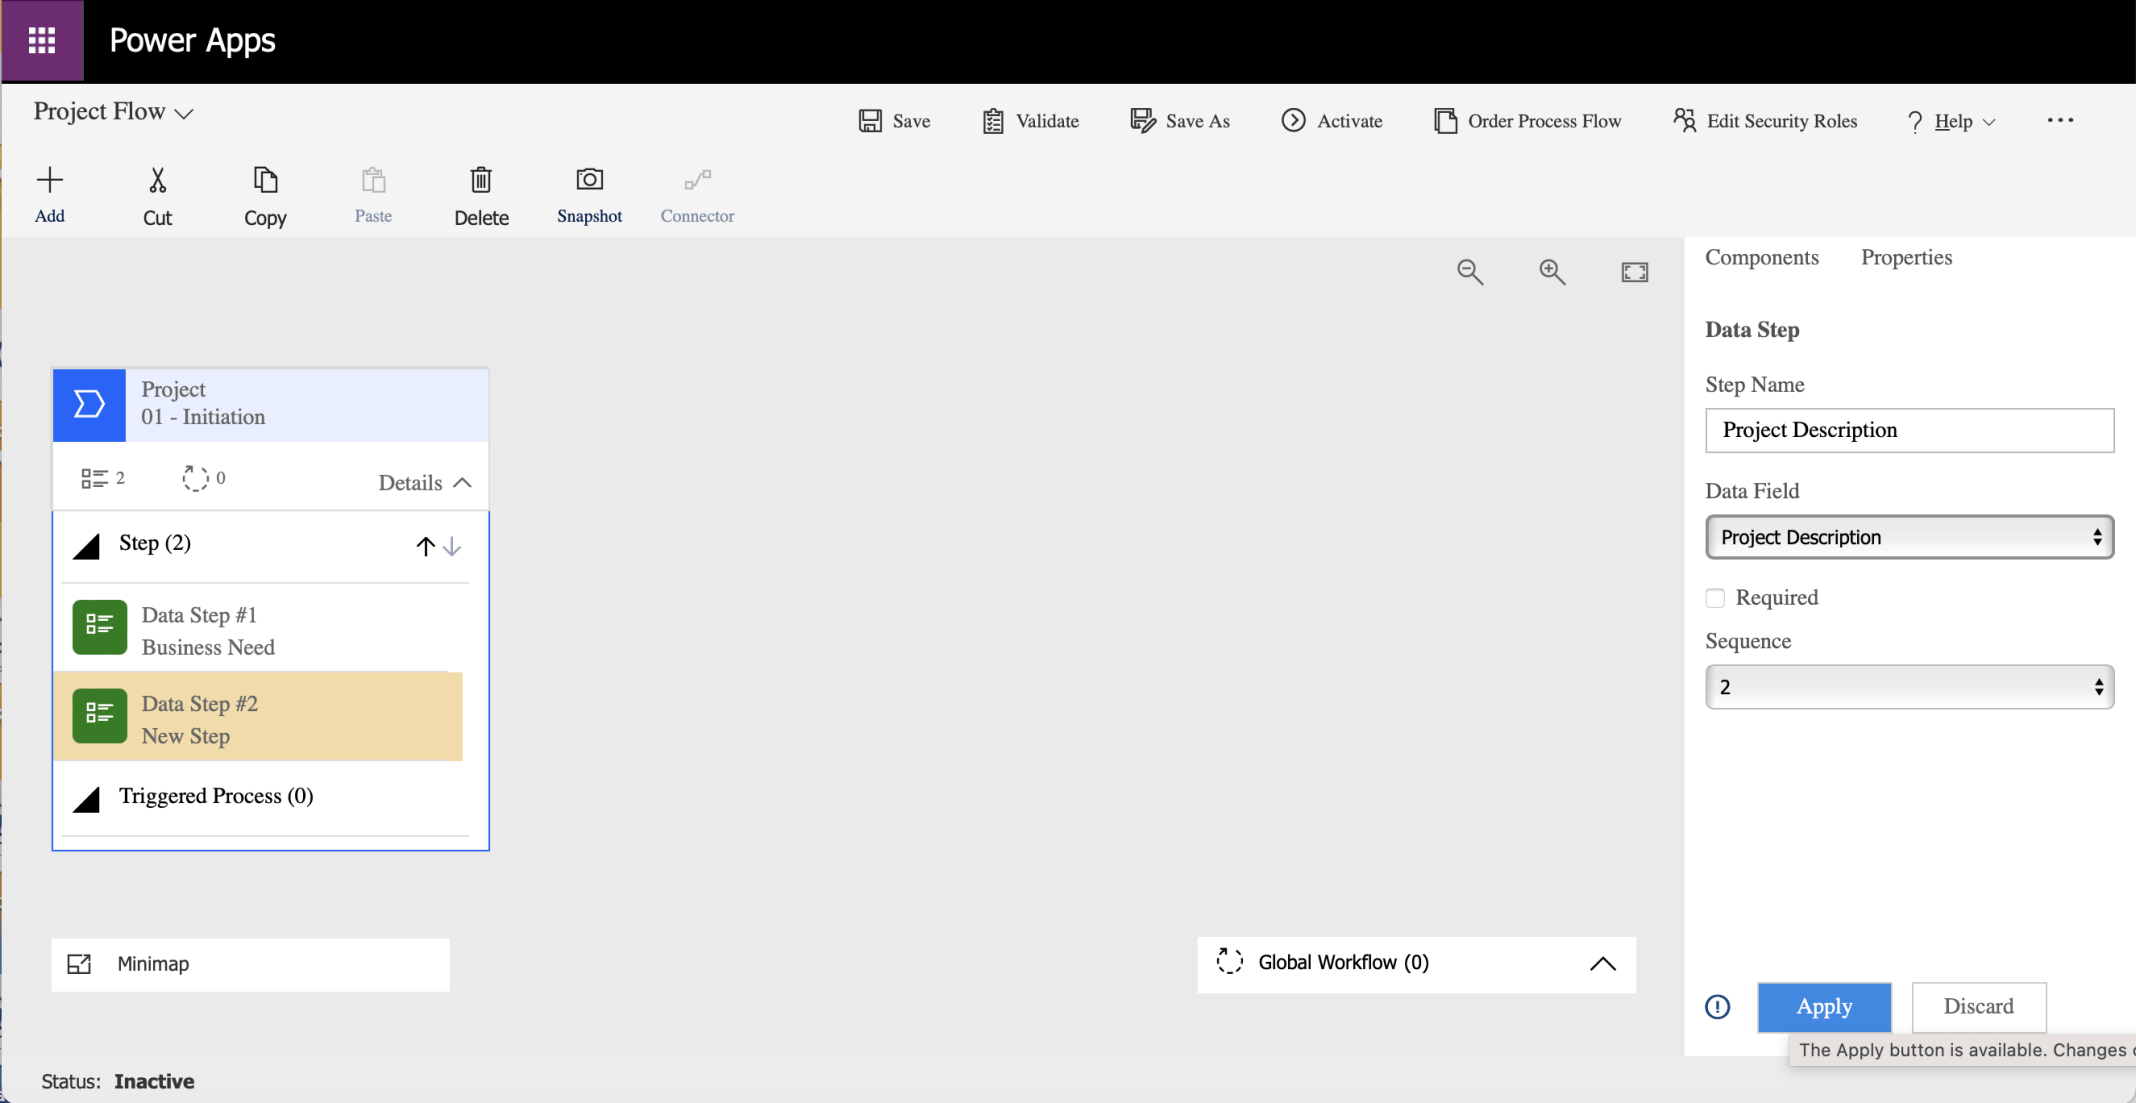 Power Apps
Project Flow
Save
Validate
Save As
Activate
Order Process Flow
Edit Security Roles
? Help
...
Add
Cut
Copy
Paste
Delete
Snapshot
Connector
Components
Properties
Project
01 - Initiation
2
0
Details
Step (2)
Data Step #1
Business Need
Data Step #2
New Step
Triggered Process (0)
Minimap
Global Workflow (0)
Data Step
Step Name
Project Description
Data Field
Project Description
Required
Sequence
2
Apply
Discard
The Apply button is available. Changes
Status: Inactive